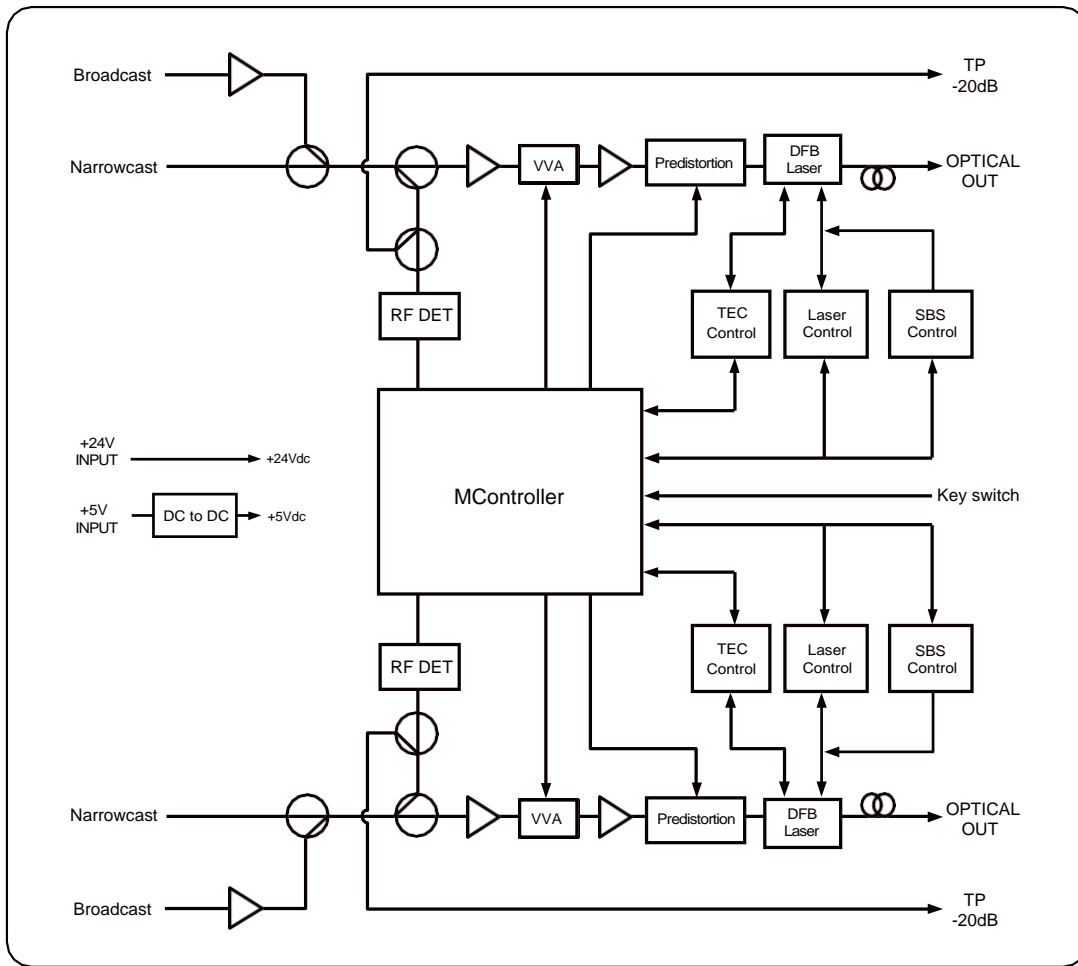 Broadcast
TP
-20dB
Narrowcast
VVA
Predistortion
DFB
Laser
OPTICAL
OUT
RF DET
TEC
Control
Laser
Control
SBS
Control
+24V
INPUT
+24Vdc
MController
Key switch
+5V
INPUT
DC to DC
+5Vdc
RF DET
TEC
Control
Laser
Control
SBS
Control
Narrowcast
VVA
Predistortion
DFB
Laser
OPTICAL
OUT
Broadcast
TP
-20dB